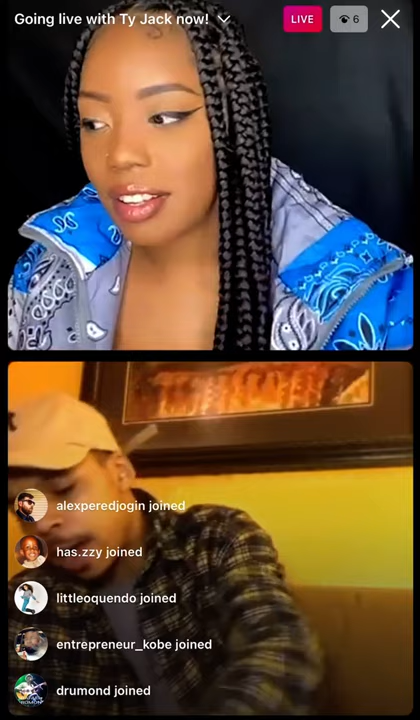 Going live with Ty Jack now!
LIVE
6
alexperedjogin joined
has.zzy joined
littleoquendo joined
entrepreneur_kobe joined
drumond joined